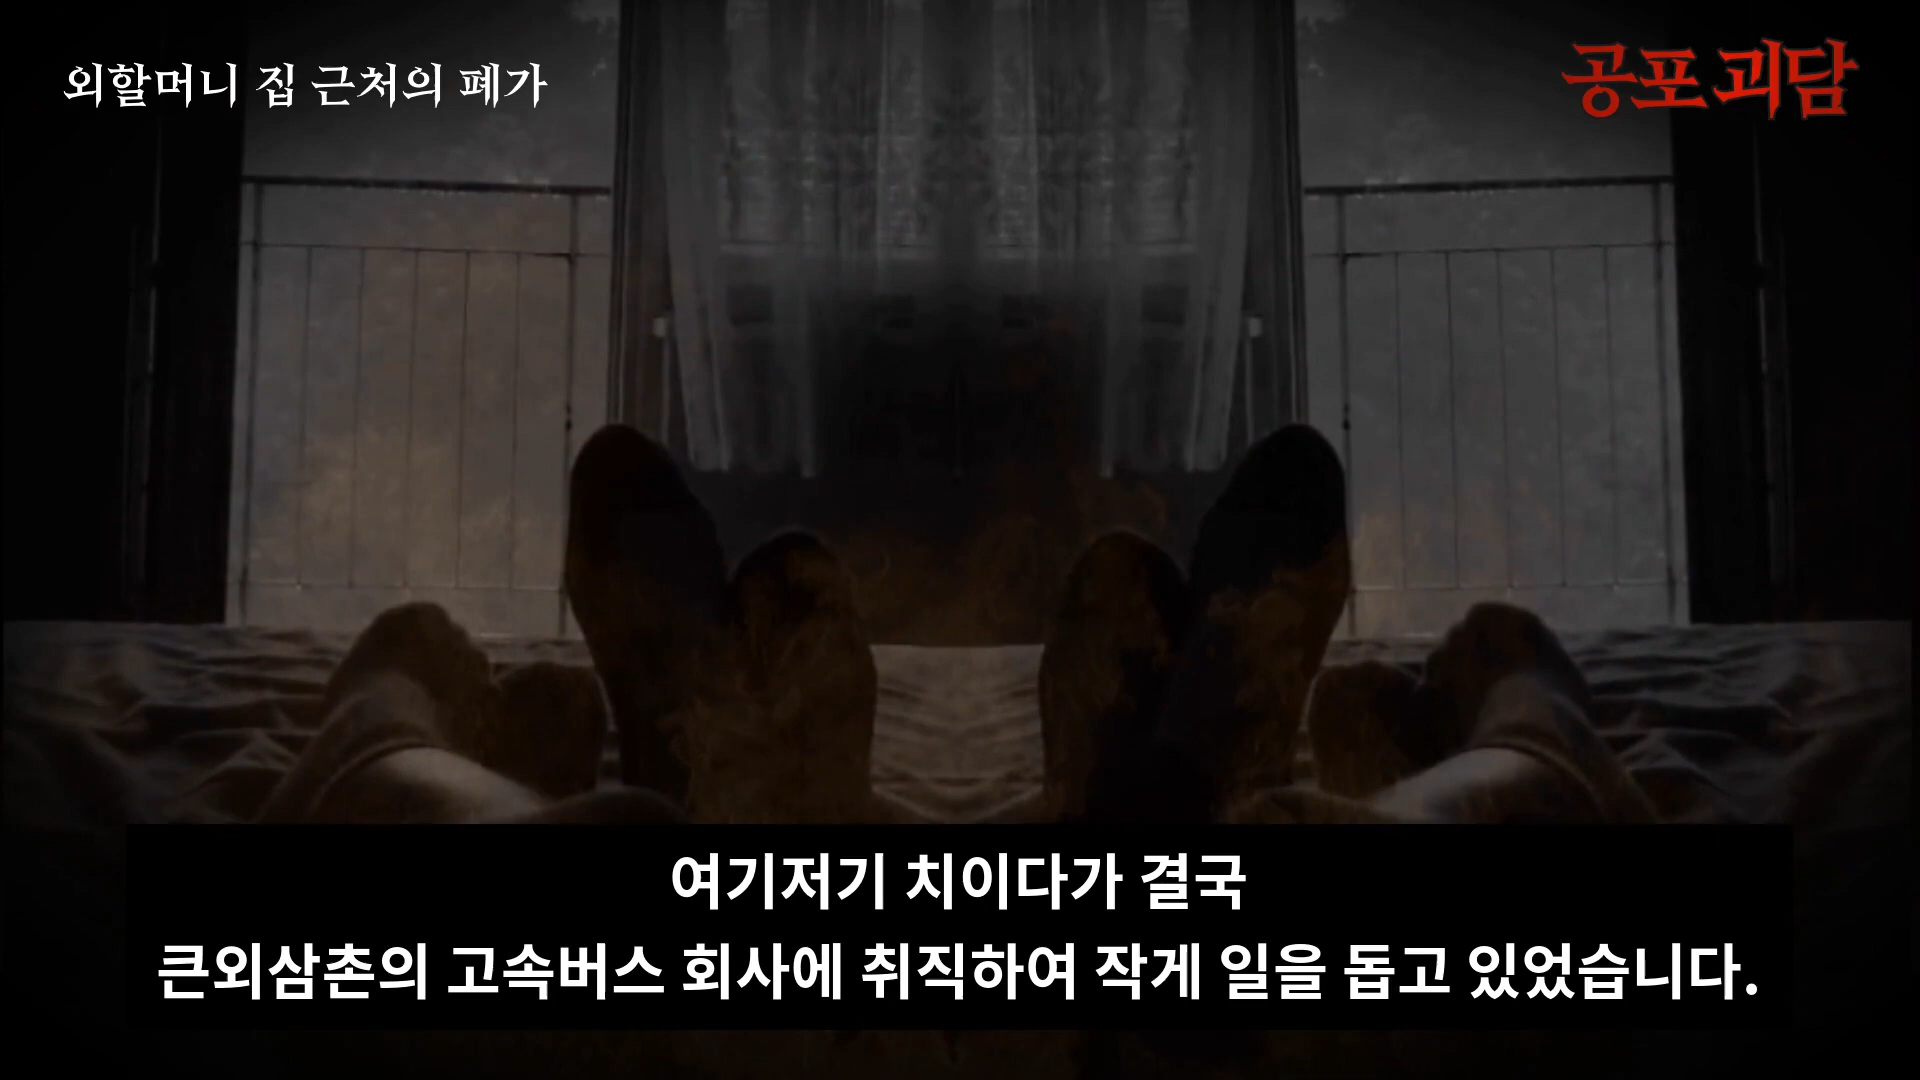 외할머니 집 근처의 폐가
공포 괴담
여기저기 치이다가 결국
큰외삼촌의 고속버스 회사에 취직하여 작게 일을 돕고 있었습니다.